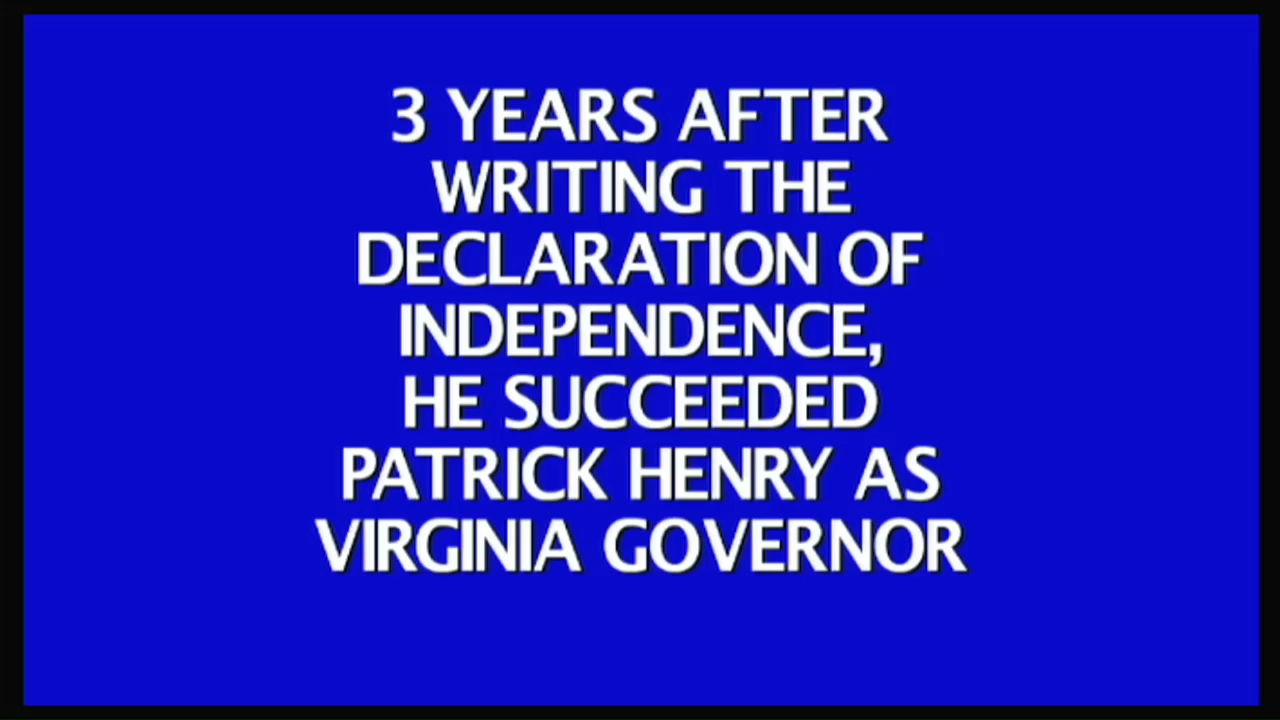 3 YEARS AFTER
WRITING THE
DECLARATION OF
INDEPENDENCE,
HE SUCCEEDED
PATRICK HENRY AS
VIRGINIA GOVERNOR